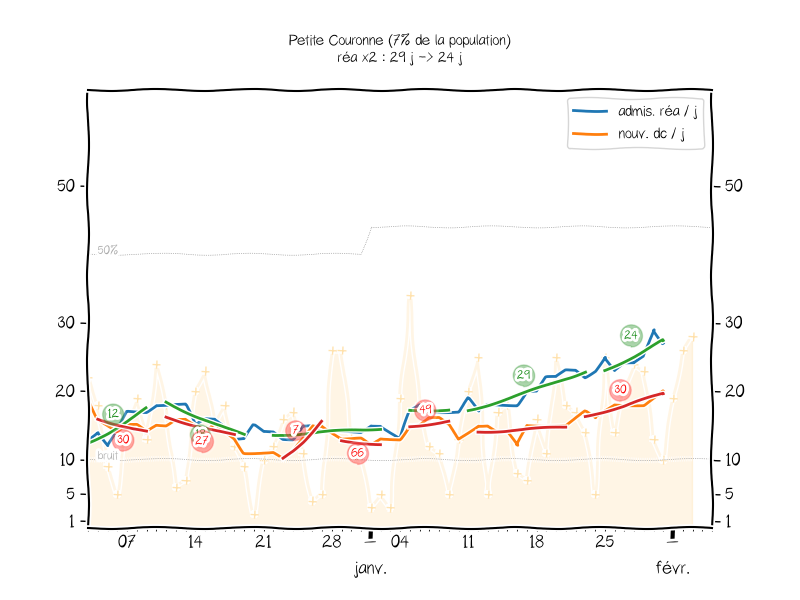 Petite Couronne (7% de la population)
réa x2 : 29 j -> 24 j
admis. réa / j
nouv. dc / j
50 50
50%
30 30
24
29
30
20 20
12
49
7
30
27
66
bruit
10 10
5 5
1 1
07 14 21 28 04 11 18 25
janv. févr.